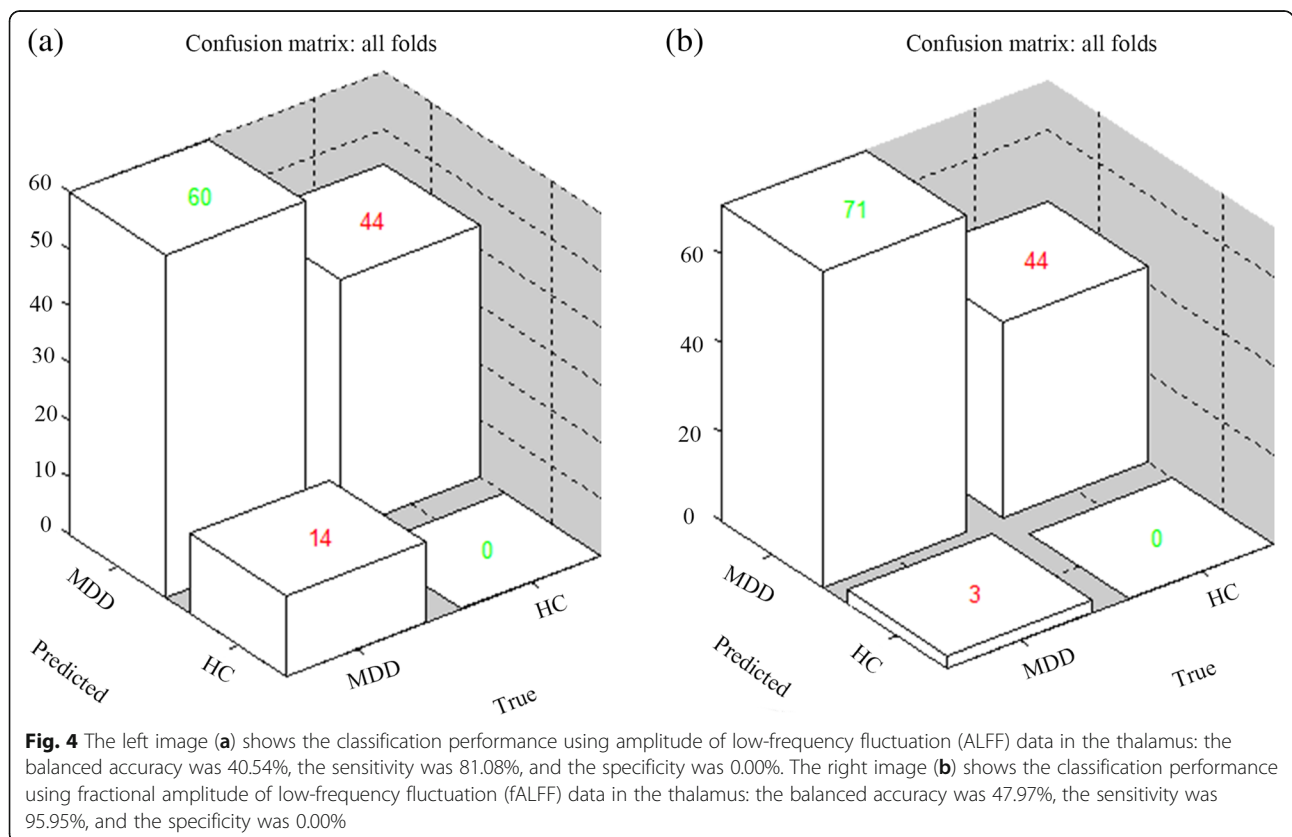 (a)
Confusion matrix: all folds
60
44
14
0
60
50
40
30
20
10
0
MDD
HC
Predicted
MDD
HC
True
(b)
Confusion matrix: all folds
71
44
3
0
60
40
20
0
MDD
HC
Predicted
MDD
HC
True
Fig. 4 The left image (a) shows the classification performance using amplitude of low-frequency fluctuation (ALFF) data in the thalamus: the
balanced accuracy was 40.54%, the sensitivity was 81.08%, and the specificity was 0.00%. The right image (b) shows the classification performance
using fractional amplitude of low-frequency fluctuation (fALFF) data in the thalamus: the balanced accuracy was 47.97%, the sensitivity was
95.95%, and the specificity was 0.00%